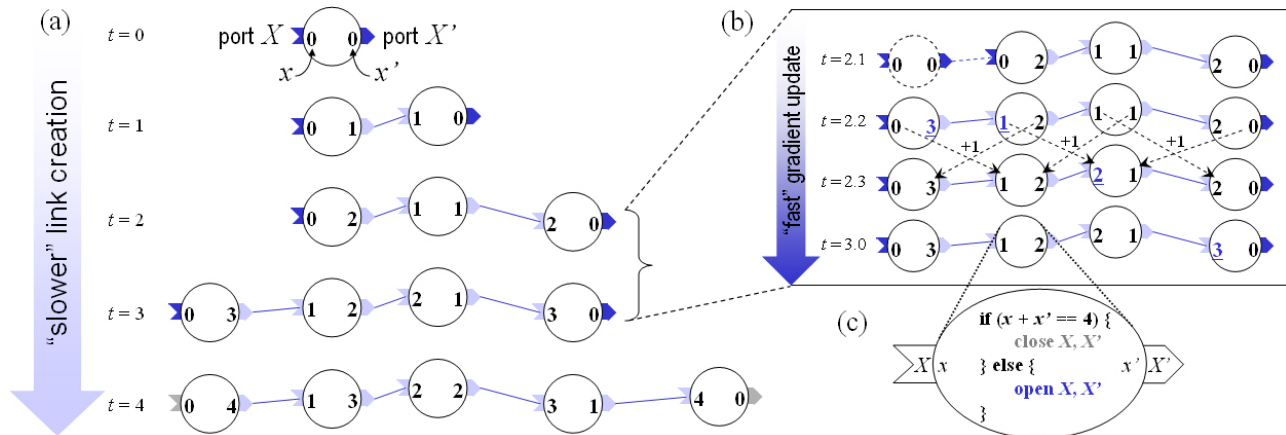 (a)
"slower" link creation
t = 0
port X
0 0
port X'
x
x'
t = 1
0 1
1 0
t = 2
0 2
1 1
2 0
t = 3
0 3
1 2
2 1
3 0
t = 4
0 4
1 3
2 2
3 1
4 0
(b)
"fast" gradient update
t = 2.1
0 0
0 2
1 1
2 0
t = 2.2
0 3
1 2
1 1
2 0
+1
+1
+1
t = 2.3
0 3
1 2
2 1
2 0
t = 3.0
0 3
1 2
2 1
3 0
(c)
X
x
if (x + x' == 4) {
close X, X'
} else {
open X, X'
}
x'
X'